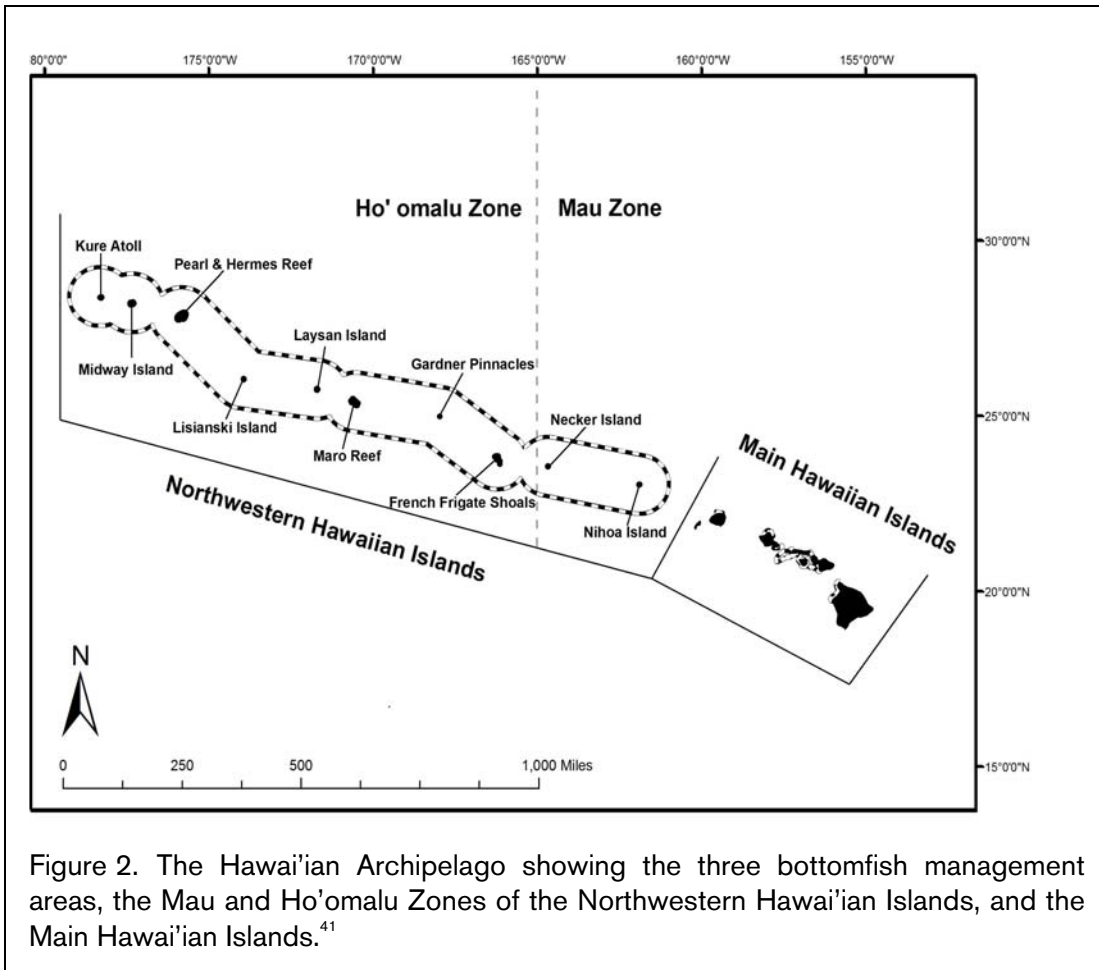 80°0'0" 175°0'0"W 170°0'0"W 165°0'0"W 160°0'0"W 155°0'0"W
Ho' omalu Zone Mau Zone
30°0'0"N
Kure Atoll
Pearl & Hermes Reef
Laysan Island
Gardner Pinnacles
Midway Island
Necker Island
25°0'0"N
Lisianski Island
Maro Reef
French Frigate Shoals
Nihoa Island
Northwestern Hawaiian Islands
Main Hawaiian Islands
20°0'0"N
N
0 250 500 1,000 Miles
15°0'0"N
Figure 2. The Hawai'ian Archipelago showing the three bottomfish management
areas, the Mau and Ho'omalu Zones of the Northwestern Hawai'ian Islands, and the
Main Hawai'ian Islands.41